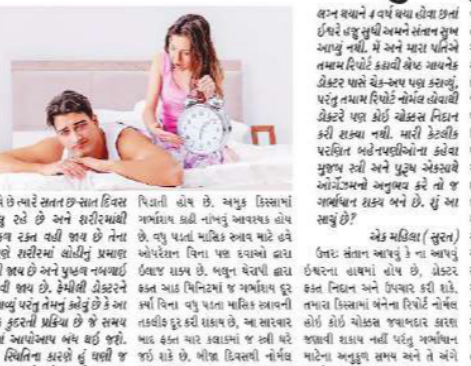 લગ્ન થયાને ૪ વર્ષ થયા હોવા છતાં
ઈશ્વરે હજુ સુધી અમને સંતાન સુખ
આપ્યું નથી. મેં અને મારા પતિએ
તમામ રિપોર્ટ કઢાવી શ્રેષ્ઠ ગાયનેક
ડોક્ટર પાસે ચેક-અપ પણ કરાવ્યું,
પરંતુ તમામ રિપોર્ટ નોર્મલ હોવાથી
ડોક્ટરે પણ કોઈ ચોક્કસ નિદાન
કરી શક્યા નથી. મારી કેટલીક
પરણિત બહેનપણીઓના કહેવા
મુજબ સ્ત્રી અને પુરૂષ એકસાથે
ઓર્ગેઝમનો અનુભવ કરે તો જ
ગર્ભાધાન શક્ય બને છે. શું આ
સાચું છે?
એક મહિલા (સુરત)
ઉત્તર: સંતાન આપવું કે ના આપવું
ઈશ્વરના હાથમાં હોય છે, ડોક્ટર
ફક્ત નિદાન અને ઉપચાર કરી શકે.
તમારા કિસ્સામાં બંનેના રિપોર્ટ નોર્મલ
હોઈ કોઈ ચોક્કસ જવાબદાર કારણ
જણાવી શકાય નહીં પરંતુ ગર્ભાધાન
માટેના અનુકૂળ સમય અને તે અંગે
છે ત્યારે સતત છ-સાત દિવસ
રહે છે અને શરીરમાંથી
રક્ત વહી જાય છે તેના
શરીરમાં લોહીનું પ્રમાણ
જાય છે અને પુષ્કળ નબળાઈ
જાય છે. ફેમીલી ડોક્ટરને
પરંતુ તેમનું કહેવું છે કે આ
કુદરતી પ્રક્રિયા છે જે સમય
આપોઆપ બંધ થઈ જશે.
સ્થિતિના કારણે હું ઘણી જ
પિડાતી હોય છે. અમુક કિસ્સામાં
ગર્ભાશય કાઢી નાંખવું આવશ્યક હોય
છે. વધુ પડતાં માસિક સ્ત્રાવ માટે હવે
ઓપરેશન વિના પણ દવાઓ દ્વારા
ઈલાજ શક્ય છે. બલુન થેરાપી દ્વારા
ફક્ત આઠ મિનિટમાં જ ગર્ભાશય દૂર
કર્યા વિના વધુ પડતા માસિક સ્ત્રાવની
તકલીફ દૂર કરી શકાય છે, આ સારવાર
બાદ ફક્ત ચાર કલાકમાં જ સ્ત્રી ઘરે
જઈ શકે છે. બીજા દિવસથી નોર્મલ